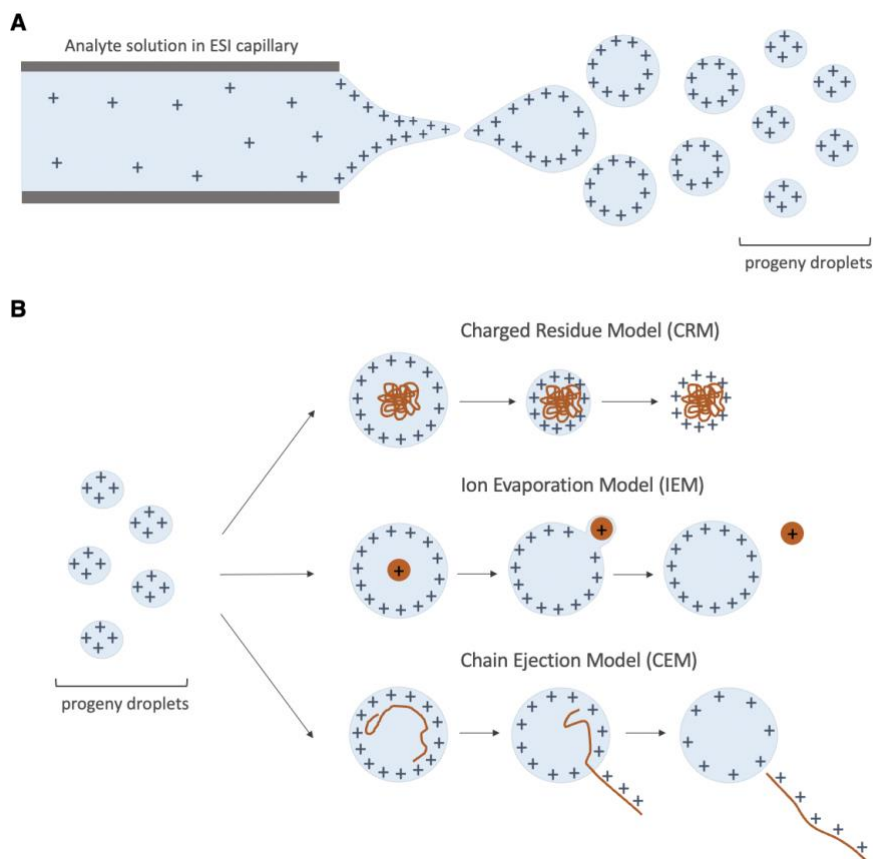 A
Analyte solution in ESI capillary
progeny droplets
B
Charged Residue Model (CRM)
Ion Evaporation Model (IEM)
Chain Ejection Model (CEM)
progeny droplets